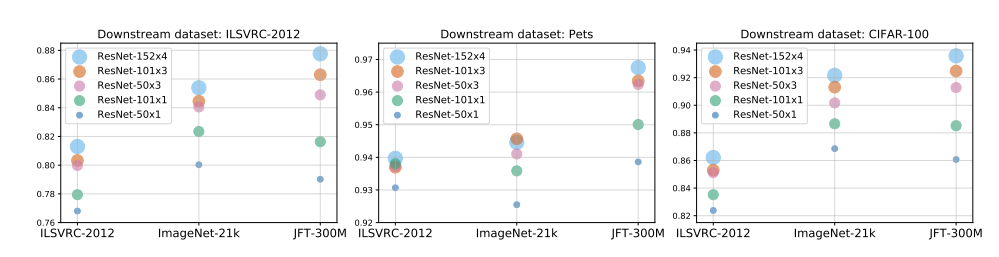 Downstream dataset: ILSVRC-2012
0.88
0.86
0.84
0.82
0.80
0.78
0.76
ResNet-152x4
ResNet-101x3
ResNet-50x3
ResNet-101x1
ResNet-50x1
ILSVRC-2012 ImageNet-21k JFT-300M
Downstream dataset: Pets
0.97
0.96
0.95
0.94
0.93
0.92
ResNet-152x4
ResNet-101x3
ResNet-50x3
ResNet-101x1
ResNet-50x1
ILSVRC-2012 ImageNet-21k JFT-300M
Downstream dataset: CIFAR-100
0.94
0.92
0.90
0.88
0.86
0.84
0.82
ResNet-152x4
ResNet-101x3
ResNet-50x3
ResNet-101x1
ResNet-50x1
ILSVRC-2012 ImageNet-21k JFT-300M